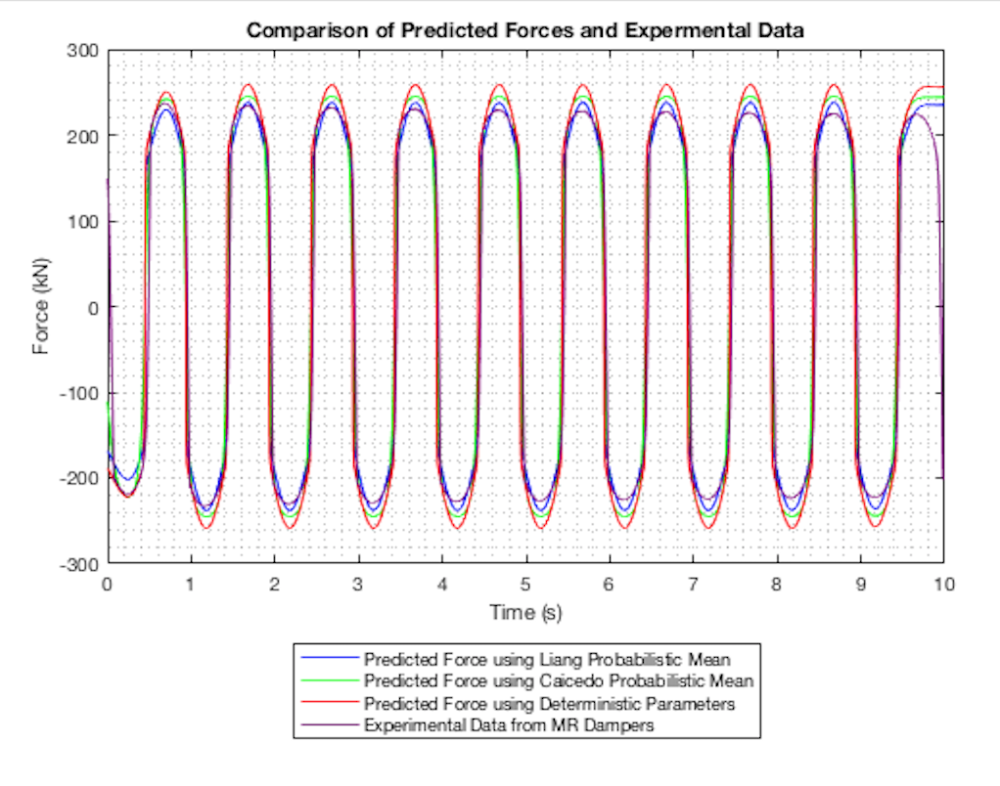 Comparison of Predicted Forces and Expermental Data
300
200
100
0
-100
-200
-300
Force (kN)
0 1 2 3 4 5 6 7 8 9 10
Time (s)
Predicted Force using Liang Probabilistic Mean
Predicted Force using Caicedo Probabilistic Mean
Predicted Force using Deterministic Parameters
Experimental Data from MR Dampers